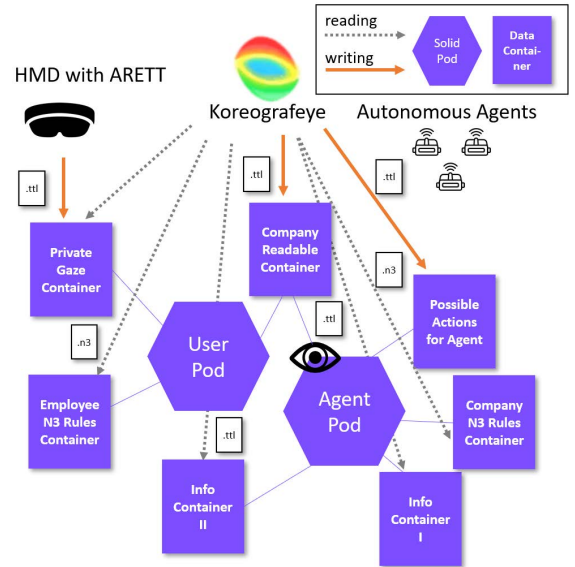 reading
writing
Solid
Pod
Data
Contai-
ner
HMD with ARETT
Koreografeye
Autonomous Agents
.ttl
.ttl
.ttl
Private
Gaze
Container
Company
Readable
Container
.n3
Possible
Actions
for Agent
.ttl
.n3
User
Pod
Employee
N3 Rules
Container
Agent
Pod
Company
N3 Rules
Container
.ttl
Info
Container
II
Info
Container
I